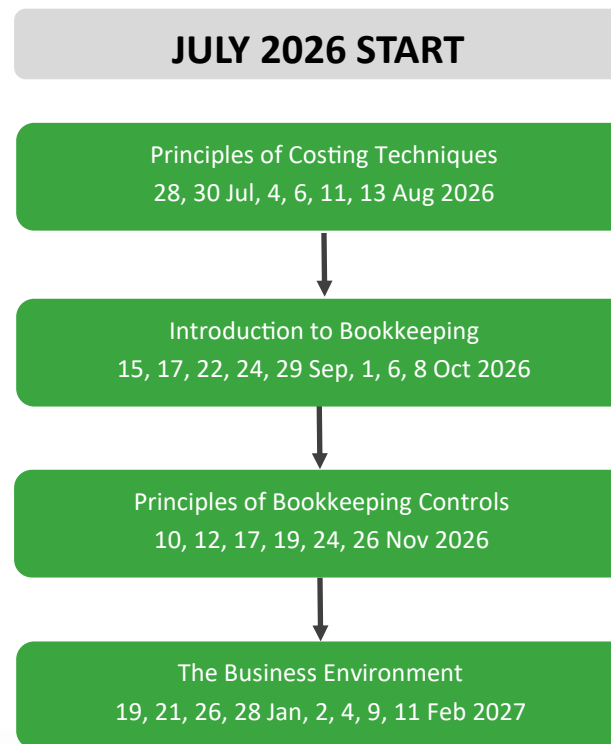 JULY 2026 START
Principles of Costing Techniques
28, 30 Jul, 4, 6, 11, 13 Aug 2026
Introduction to Bookkeeping
15, 17, 22, 24, 29 Sep, 1, 6, 8 Oct 2026
Principles of Bookkeeping Controls
10, 12, 17, 19, 24, 26 Nov 2026
The Business Environment
19, 21, 26, 28 Jan, 2, 4, 9, 11 Feb 2027